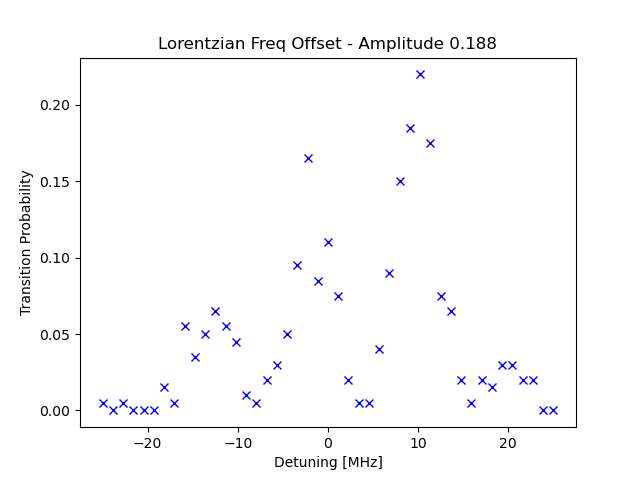 Lorentzian Freq Offset - Amplitude 0.188
Transition Probability
0.20
0.15
0.10
0.05
0.00
−20 −10 0 10 20
Detuning [MHz]